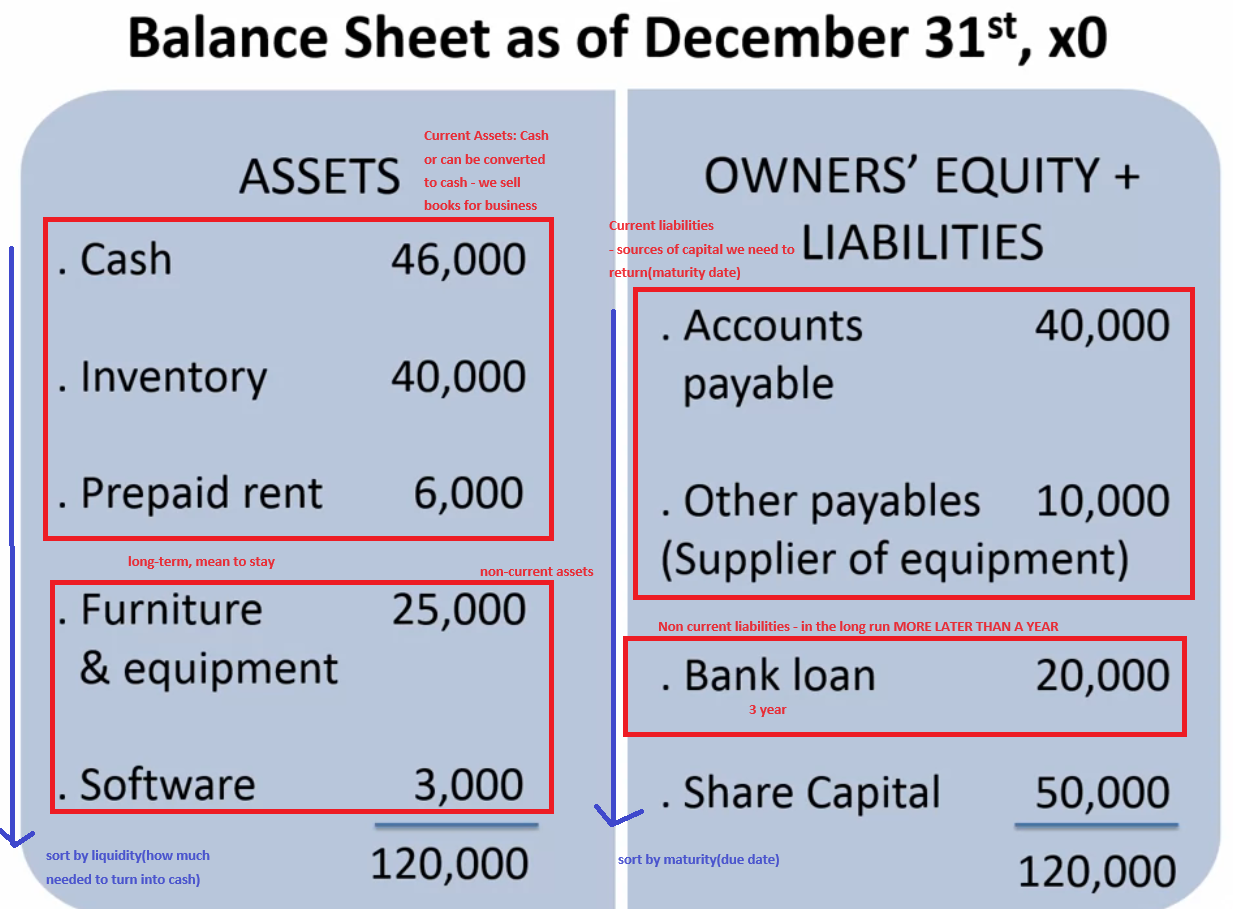 Balance Sheet as of December 31st, x0
ASSETS
Current Assets: Cash
or can be converted
to cash - we sell
books for business
. Cash 46,000
. Inventory 40,000
. Prepaid rent 6,000
long-term, mean to stay
non-current assets
. Furniture 25,000
& equipment
. Software 3,000
120,000
sort by liquidity(how much
needed to turn into cash)
OWNERS’ EQUITY +
LIABILITIES
Current liabilities
- sources of capital we need to
return(maturity date)
. Accounts 40,000
payable
. Other payables 10,000
(Supplier of equipment)
Non current liabilities - in the long run MORE LATER THAN A YEAR
. Bank loan 20,000
3 year
. Share Capital 50,000
120,000
sort by maturity(due date)